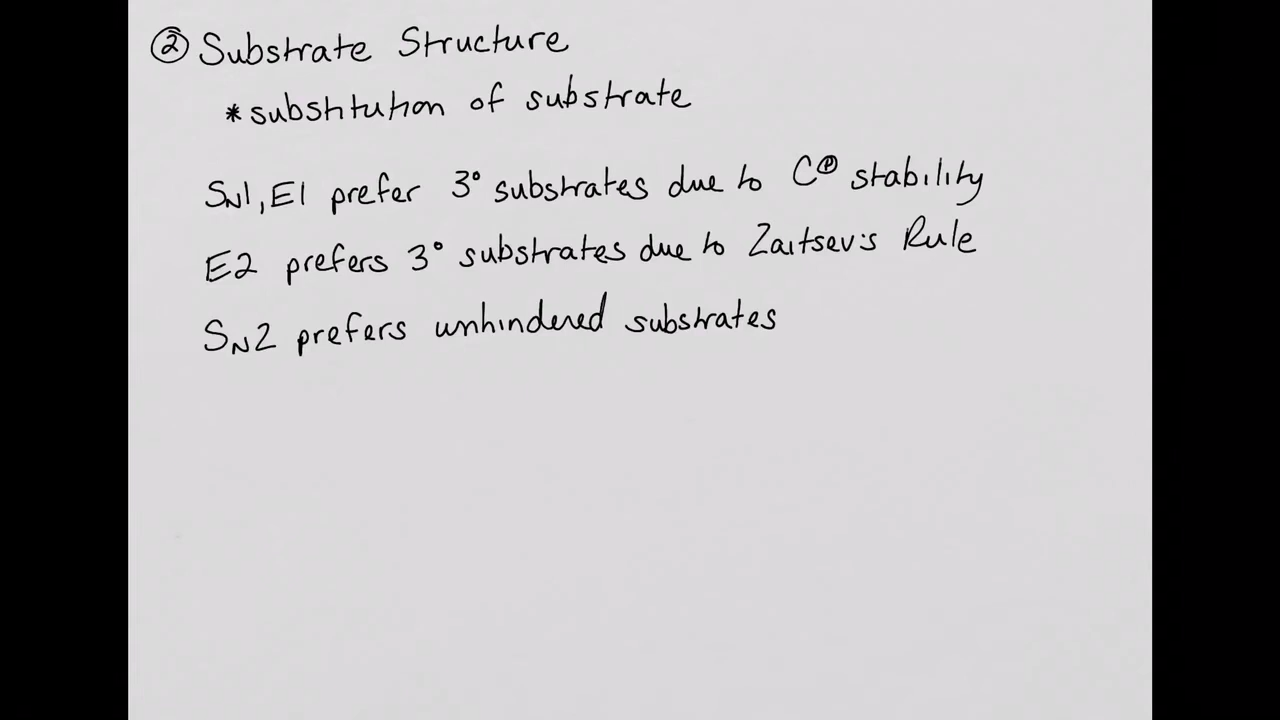 ② Substrate Structure
* substitution of substrate
SN1, E1 prefer 3° substrates due to C⊕ stability
E2 prefers 3° substrates due to Zaitsev's Rule
SN2 prefers unhindered substrates